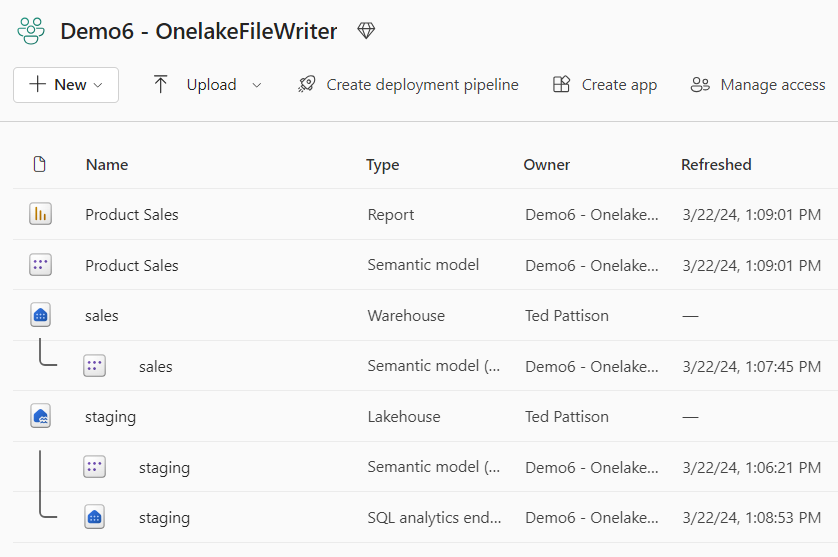 Demo6 - OnelakeFileWriter
New Upload Create deployment pipeline Create app Manage access
Name Type Owner Refreshed
Product Sales Report Demo6 - Onelake... 3/22/24, 1:09:01 PM
Product Sales Semantic model Demo6 - Onelake... 3/22/24, 1:09:01 PM
sales Warehouse Ted Pattison —
sales Semantic model (... Demo6 - Onelake... 3/22/24, 1:07:45 PM
staging Lakehouse Ted Pattison —
staging Semantic model (... Demo6 - Onelake... 3/22/24, 1:06:21 PM
staging SQL analytics end... Demo6 - Onelake... 3/22/24, 1:08:53 PM